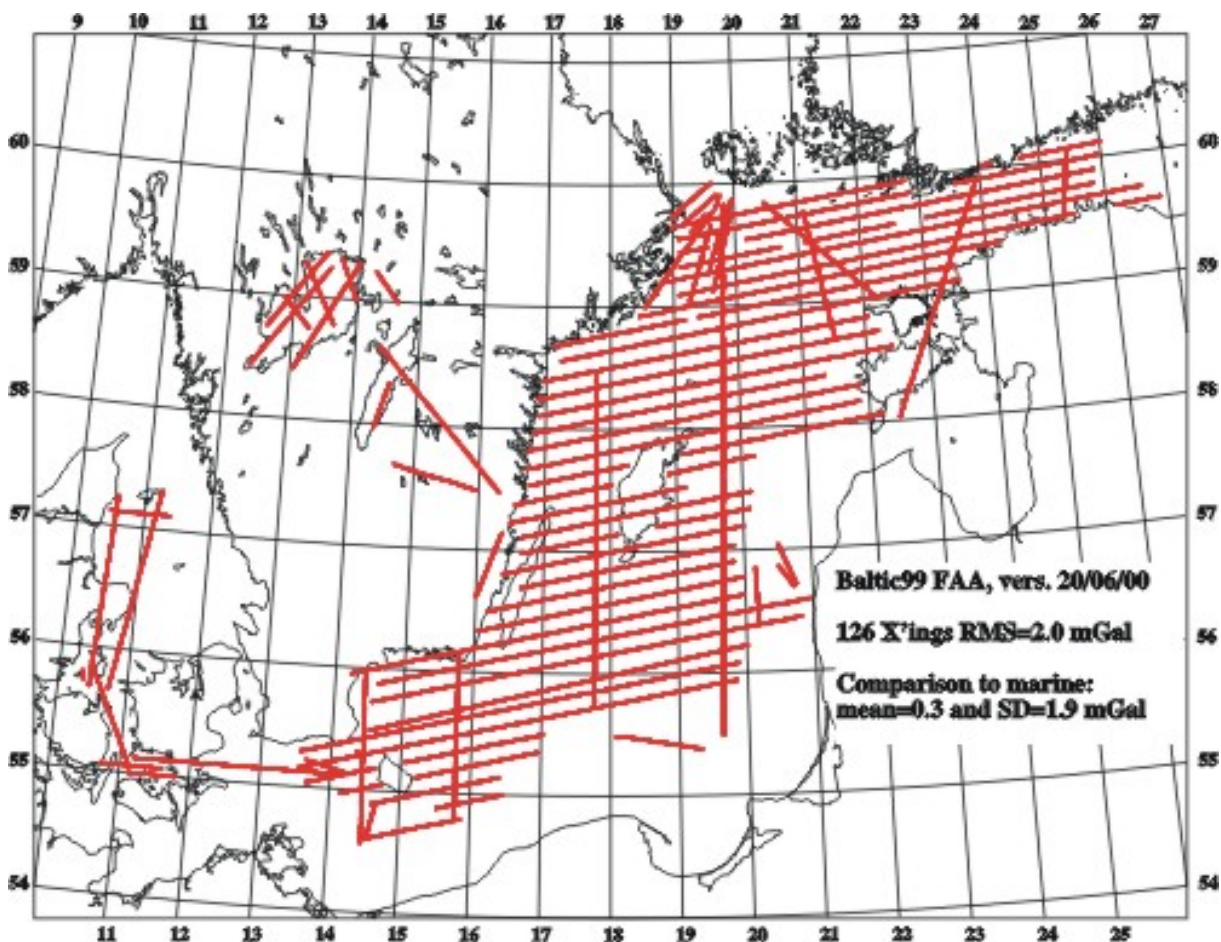 9 10 11 12 13 14 15 16 17 18 19 20 21 22 23 24 25 26 27
60 60
59 59
58 58
57 57
Baltic99 FAA, vers. 20/06/00
56 126 X'ings RMS=2.0 mGal 56
Comparison to marine:
mean=0.3 and SD=1.9 mGal
55 55
54 54
11 12 13 14 15 16 17 18 19 20 21 22 23 24 25